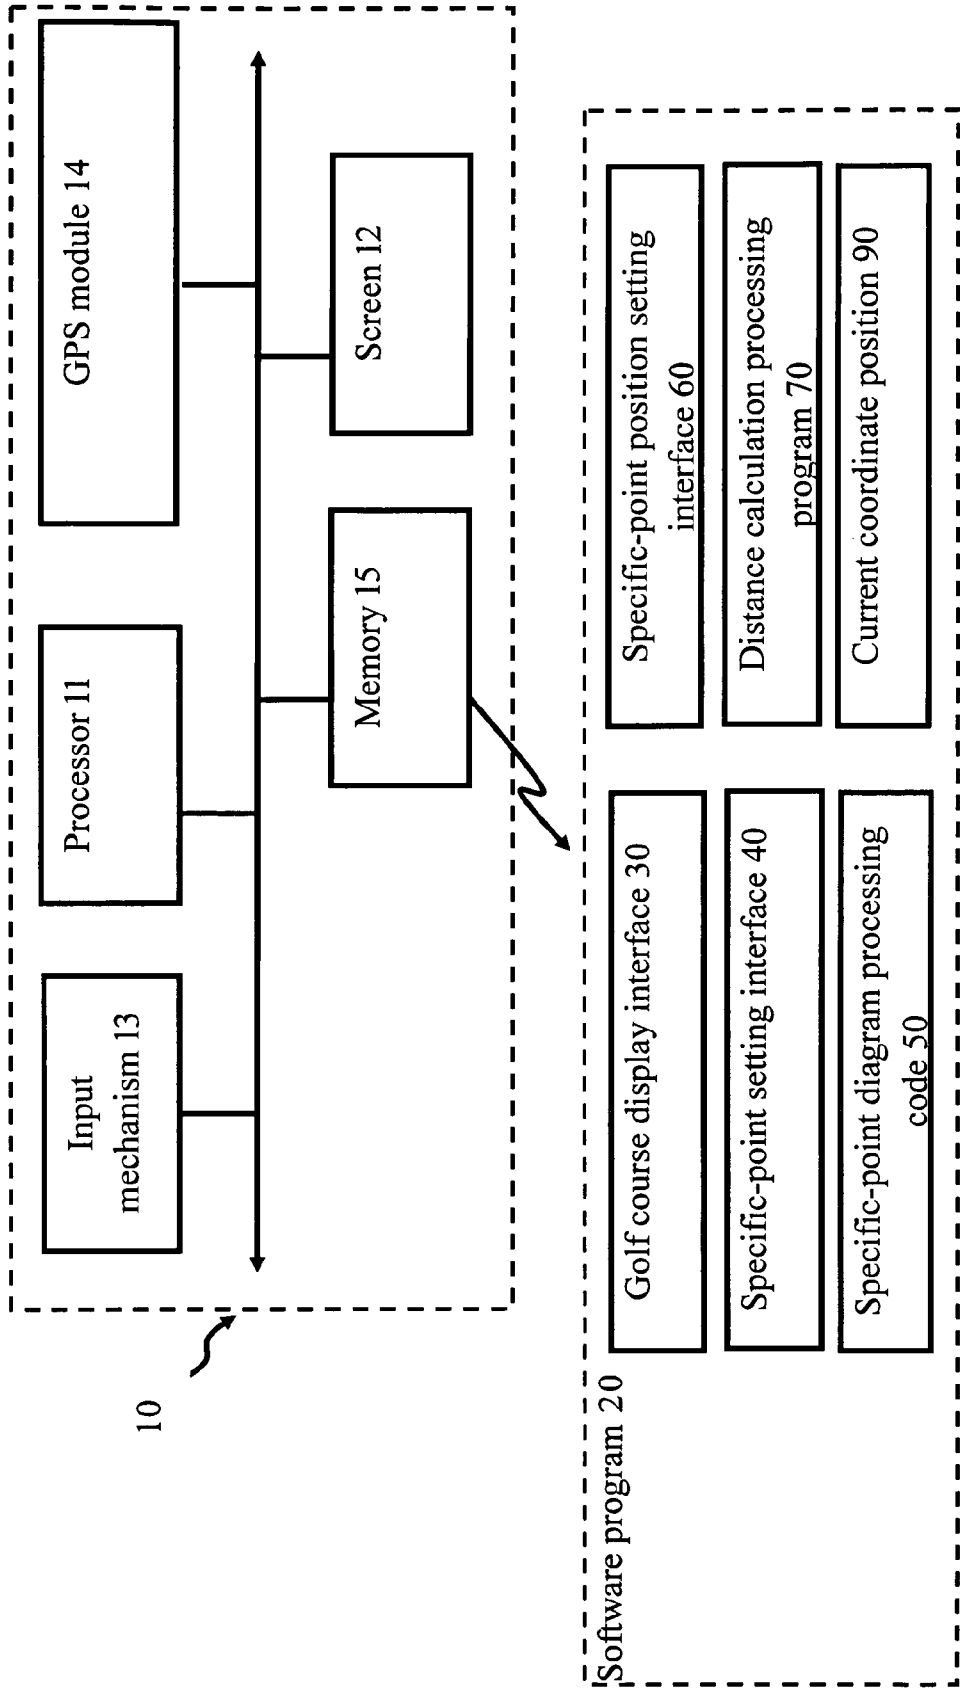 Input
mechanism 13
Processor 11
GPS module 14
Memory 15
Screen 12
10
Software program 20
Golf course display interface 30
Specific-point setting interface 40
Specific-point diagram processing
code 50
Specific-point position setting
interface 60
Distance calculation processing
program 70
Current coordinate position 90